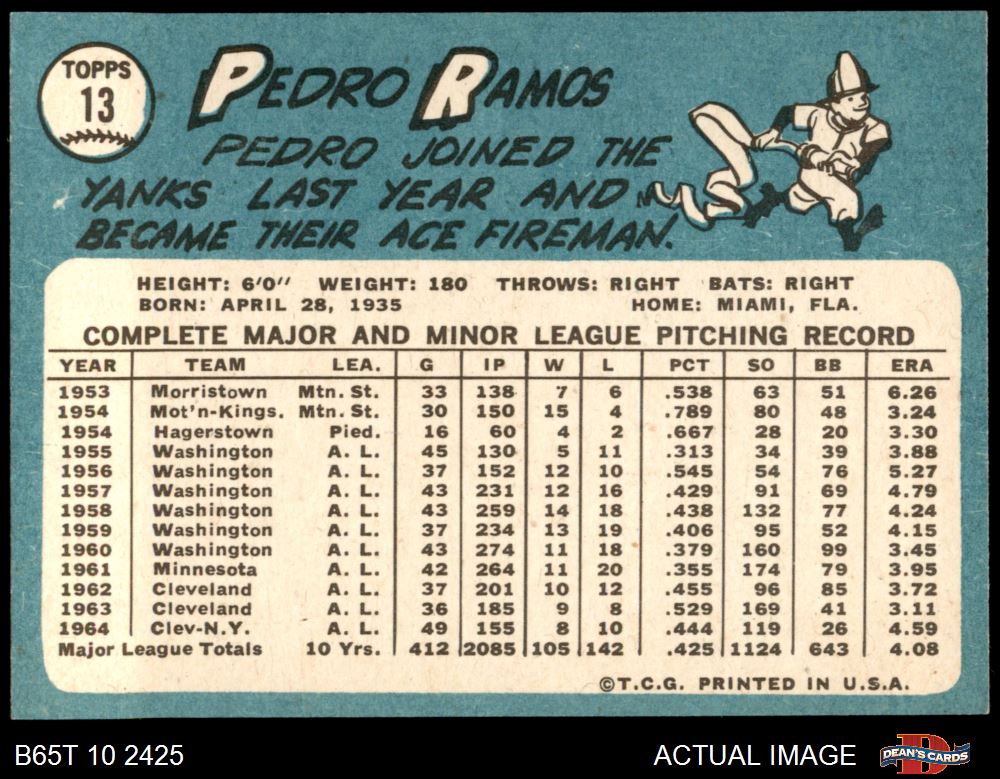 TOPPS
13
PEDRO RAMOS
PEDRO JOINED THE
YANKS LAST YEAR AND
BECAME THEIR ACE FIREMAN.
HEIGHT: 6'0" WEIGHT: 180 THROWS: RIGHT BATS: RIGHT
BORN: APRIL 28, 1935 HOME: MIAMI, FLA.
COMPLETE MAJOR AND MINOR LEAGUE PITCHING RECORD
YEAR TEAM LEA. G IP W L PCT SO BB ERA
1953 Morristown Mtn. St. 33 138 7 6 .538 63 51 6.26
1954 Mot'n-Kings. Mtn. St. 30 150 15 4 .789 80 48 3.24
1954 Hagerstown Pied. 16 60 4 2 .667 28 20 3.30
1955 Washington A. L. 45 130 5 11 .313 34 39 3.88
1956 Washington A. L. 37 152 12 10 .545 54 76 5.27
1957 Washington A. L. 43 231 12 16 .429 91 69 4.79
1958 Washington A. L. 43 259 14 18 .438 132 77 4.24
1959 Washington A. L. 37 234 13 19 .406 95 52 4.15
1960 Washington A. L. 43 274 11 18 .379 160 99 3.45
1961 Minnesota A. L. 42 264 11 20 .355 174 79 3.95
1962 Cleveland A. L. 37 201 10 12 .455 96 85 3.72
1963 Cleveland A. L. 36 185 9 8 .529 169 41 3.11
1964 Clev-N.Y. A. L. 49 155 8 10 .444 119 26 4.59
Major League Totals 10 Yrs. 412 2085 105 142 .425 1124 643 4.08
©T.C.G. PRINTED IN U.S.A.
B65T 10 2425
ACTUAL IMAGE
D
DEAN'S CARDS